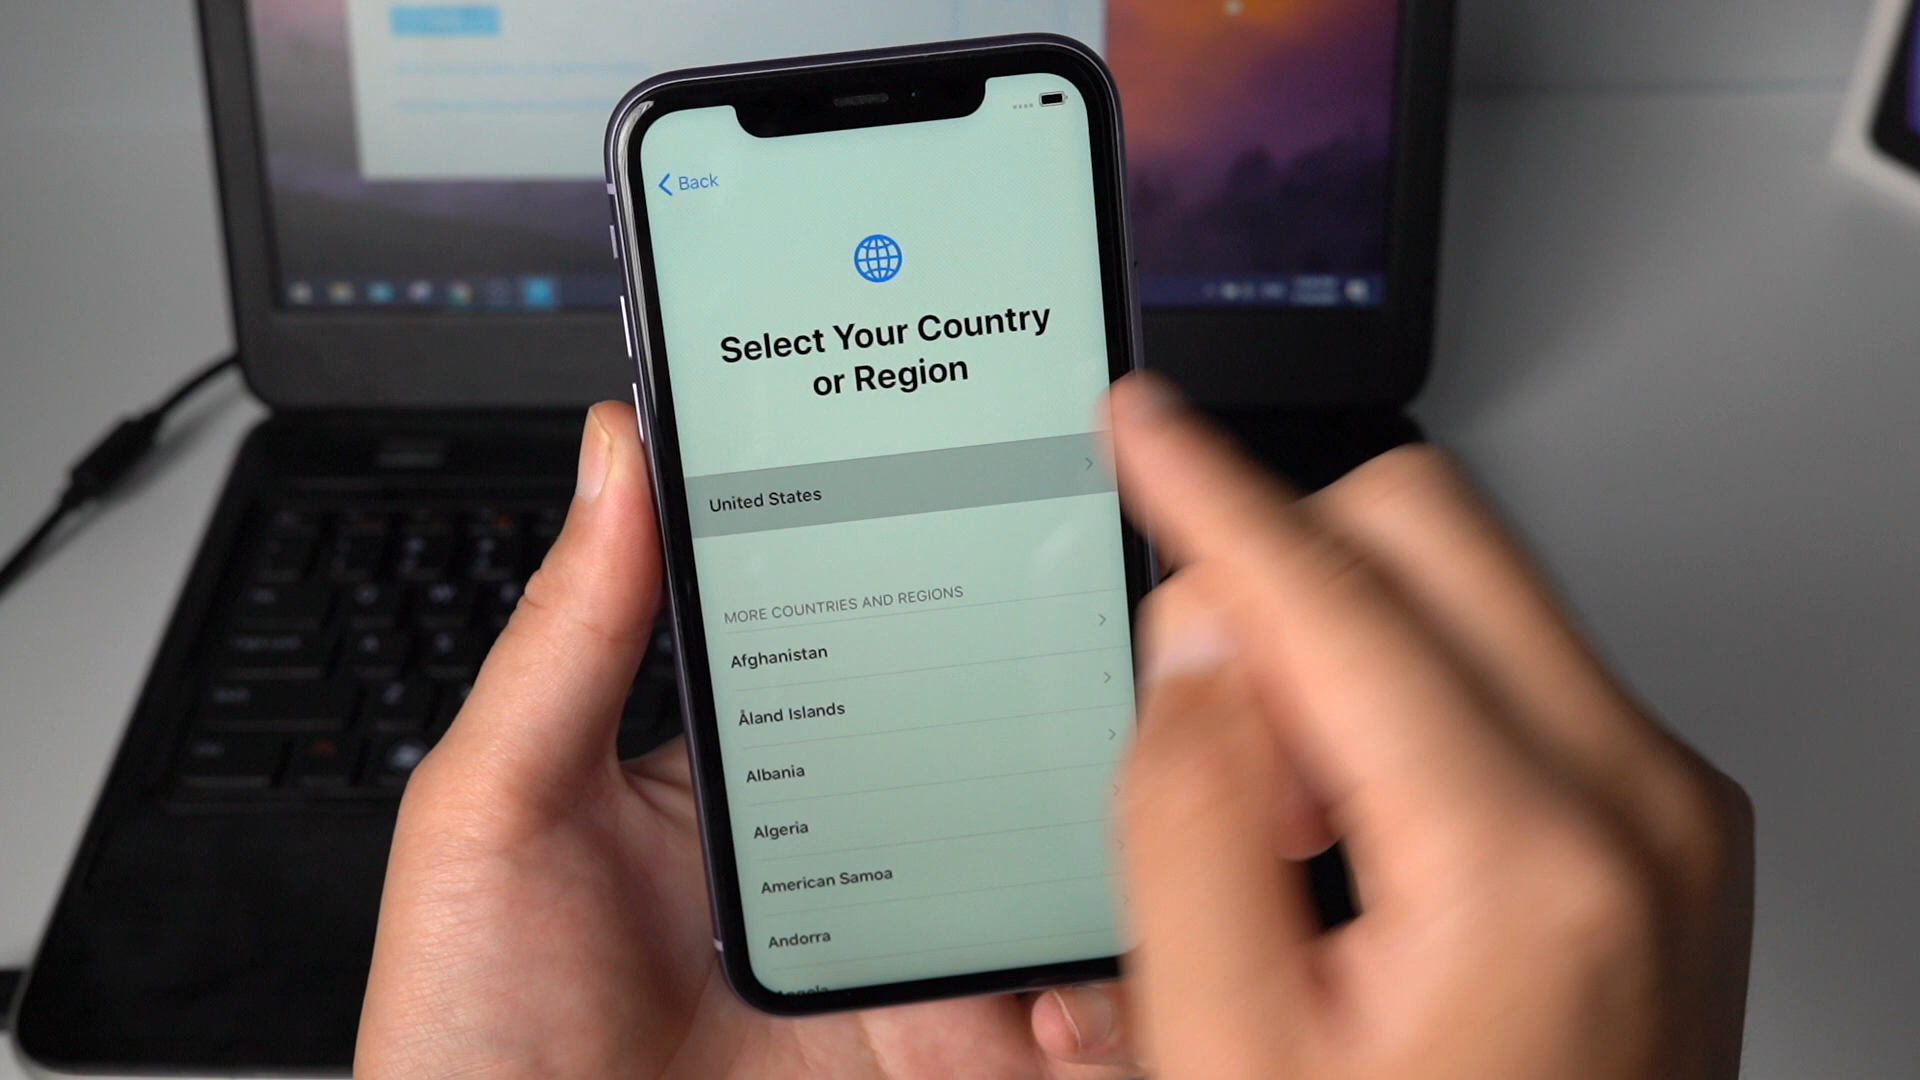 Back
Select Your Country
or Region
United States
MORE COUNTRIES AND REGIONS
Afghanistan
Åland Islands
Albania
Algeria
American Samoa
Andorra
Angola